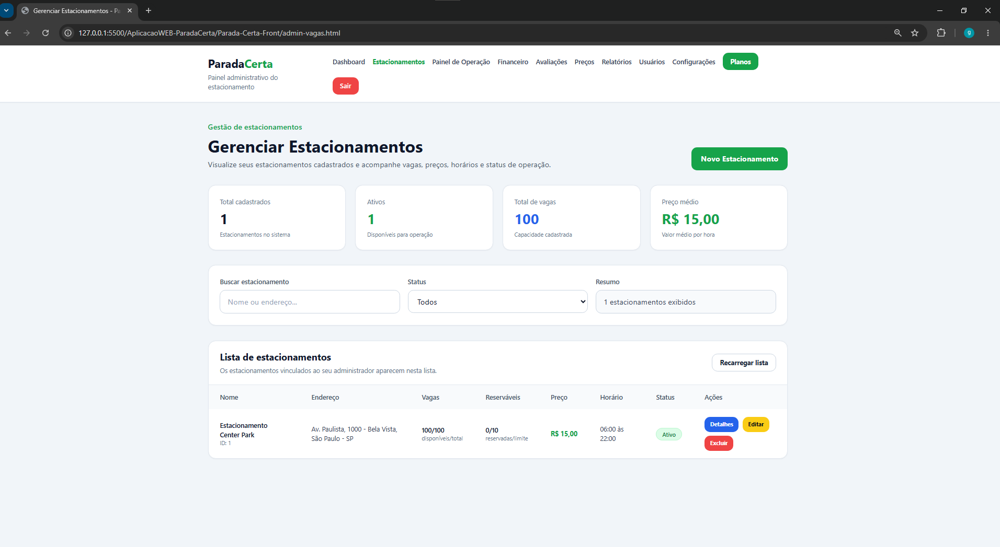 Gerenciar Estacionamentos - Pa
127.0.0.1:5500/AplicacaoWEB-ParadaCerta/Parada-Certa-Front/admin-vagas.html
g
ParadaCerta
Painel administrativo do
estacionamento
Dashboard Estacionamentos Painel de Operação Financeiro Avaliações Preços Relatórios Usuários Configurações Planos
Sair
Gestão de estacionamentos
Gerenciar Estacionamentos
Visualize seus estacionamentos cadastrados e acompanhe vagas, preços, horários e status de operação.
Novo Estacionamento
Total cadastrados
1
Estacionamentos no sistema
Ativos
1
Disponíveis para operação
Total de vagas
100
Capacidade cadastrada
Preço médio
R$ 15,00
Valor médio por hora
Buscar estacionamento
Nome ou endereço...
Status
Todos
Resumo
1 estacionamentos exibidos
Lista de estacionamentos
Os estacionamentos vinculados ao seu administrador aparecem nesta lista.
Recarregar lista
Nome Endereço Vagas Reserváveis Preço Horário Status Ações
Estacionamento
Center Park
ID: 1
Av. Paulista, 1000 - Bela Vista,
São Paulo - SP
100/100
disponíveis/total
0/10
reservadas/limite
R$ 15,00
06:00 às
22:00
Ativo
Detalhes Editar
Excluir